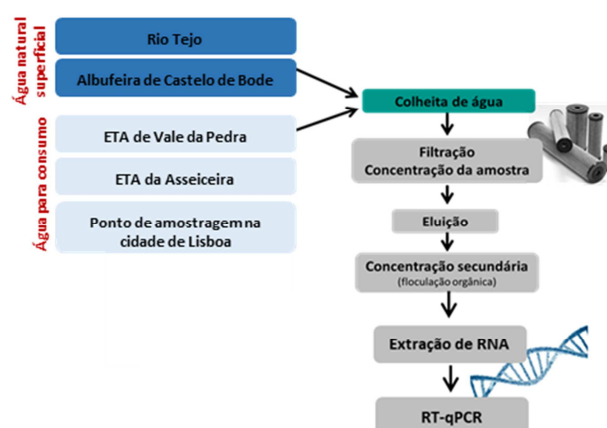 Água natural
superficial
Rio Tejo
Albufeira de Castelo de Bode
Água para consumo
ETA de Vale da Pedra
ETA da Asseiceira
Ponto de amostragem na
cidade de Lisboa
Colheita de água
Filtração
Concentração da amostra
Eluição
Concentração secundária
(floculação orgânica)
Extração de RNA
RT-qPCR